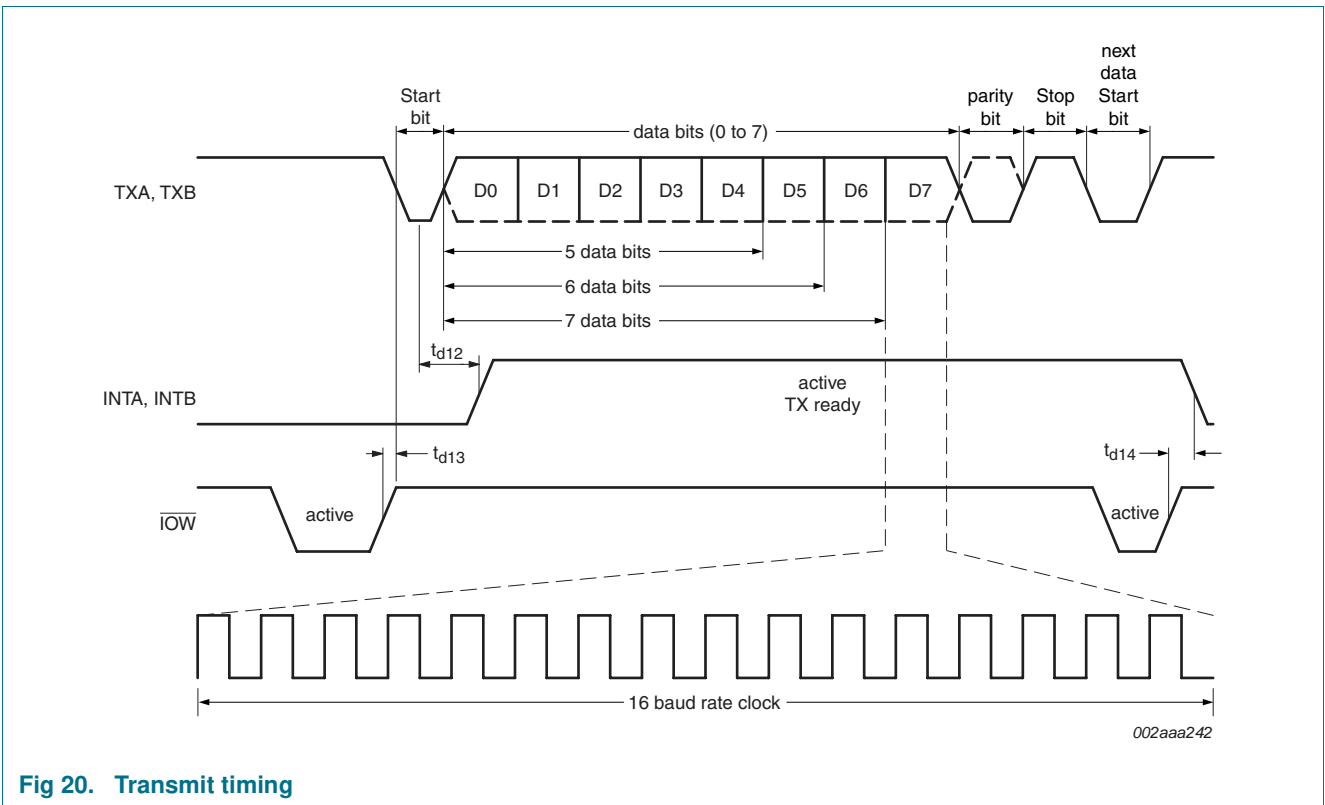 next
data
Start
bit
Start
bit
parity
bit
Stop
bit
data bits (0 to 7)
TXA, TXB
D0 D1 D2 D3 D4 D5 D6 D7
5 data bits
6 data bits
7 data bits
td12
INTA, INTB
active
TX ready
td13
td14
IOW
active
active
16 baud rate clock
002aaa242
Fig 20. Transmit timing